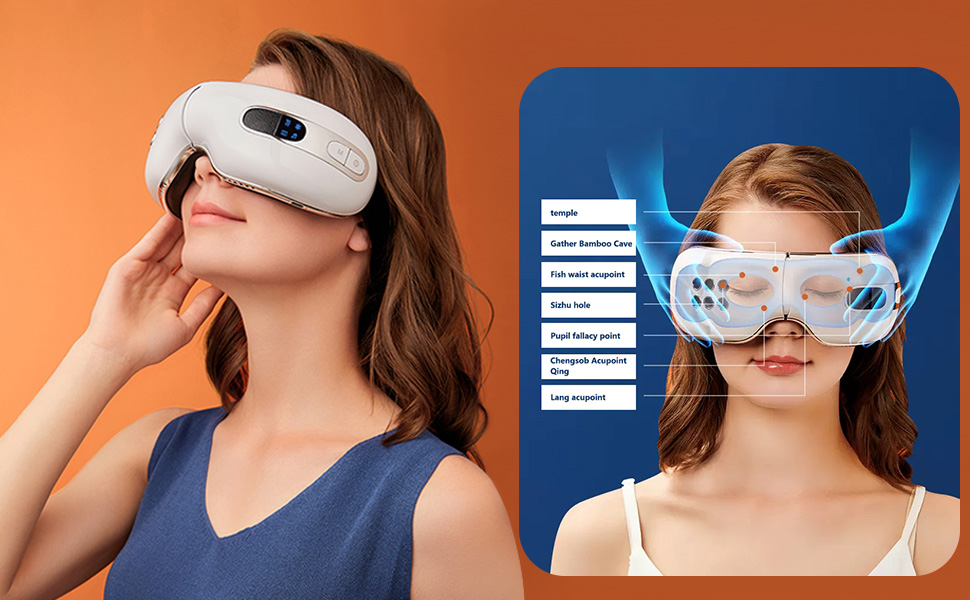 M
temple
Gather Bamboo Cave
Fish waist acupoint
Sizhu hole
Pupil fallacy point
Chengsob Acupoint
Qing
Lang acupoint